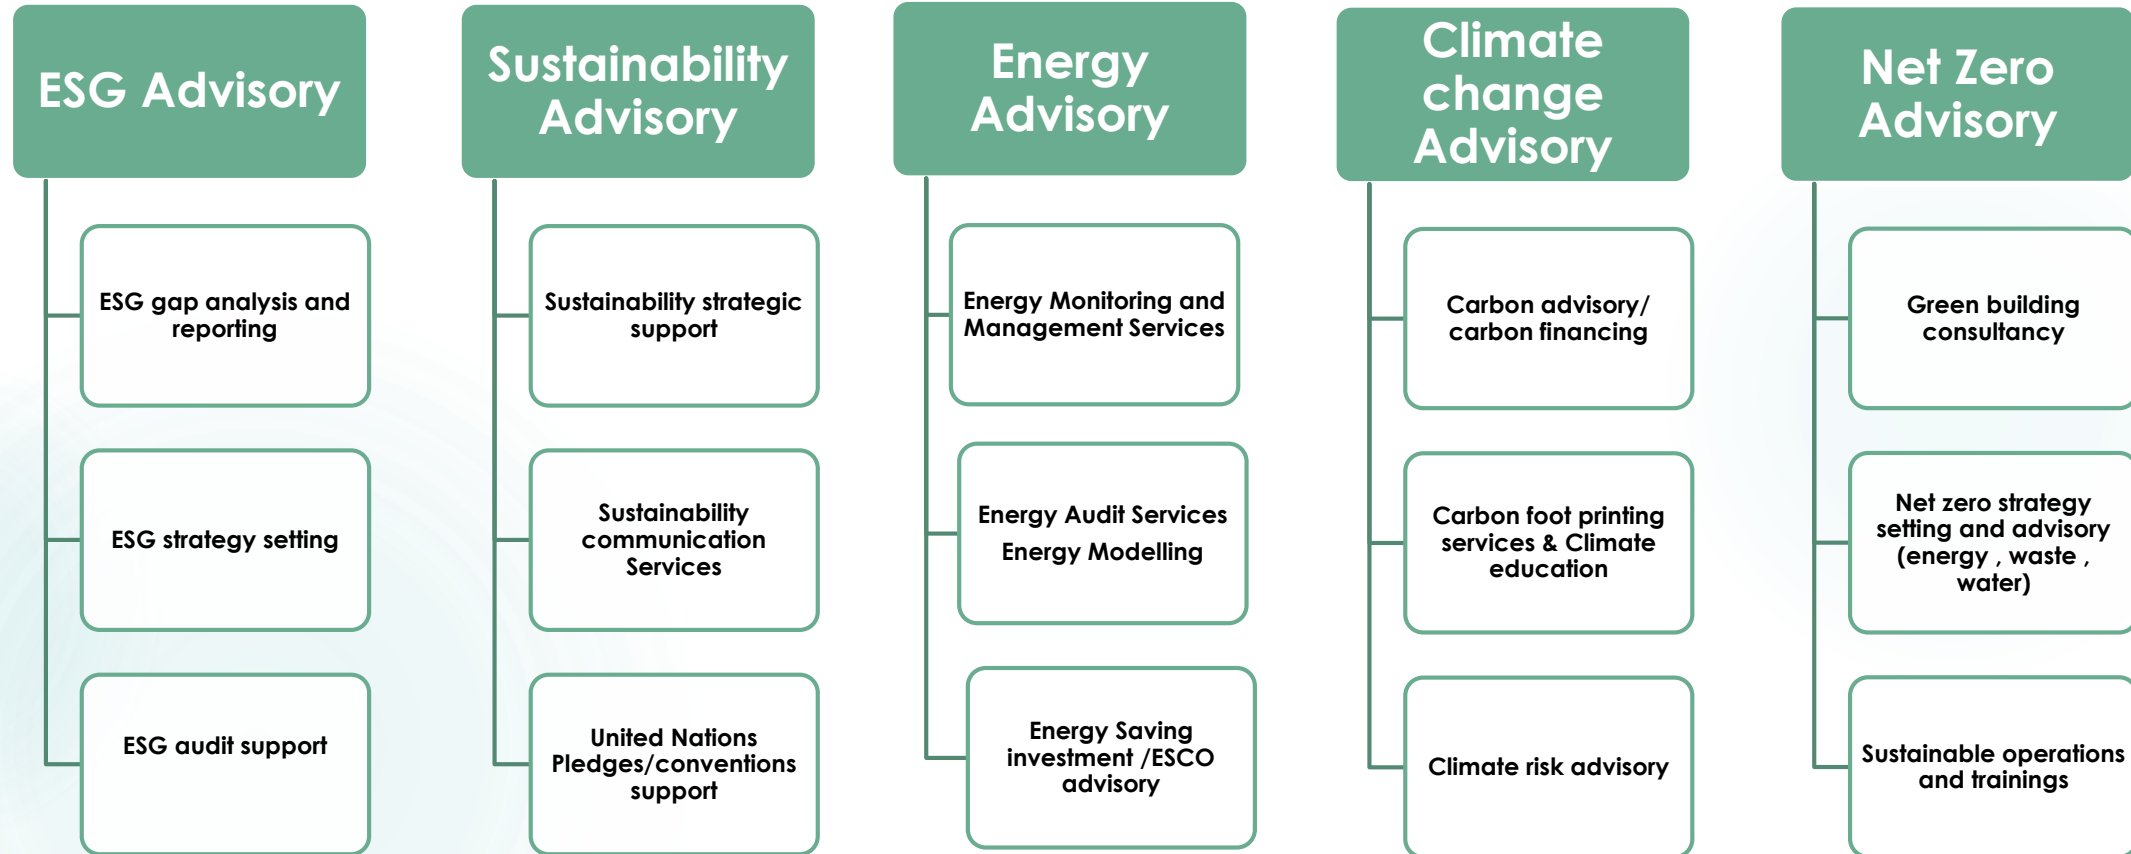 ESG Advisory
ESG gap analysis and
reporting
ESG strategy setting
ESG audit support
Sustainability
Advisory
Sustainability strategic
support
Sustainability
communication
Services
United Nations
Pledges/conventions
support
Energy
Advisory
Energy Monitoring and
Management Services
Energy Audit Services
Energy Modelling
Energy Saving
investment /ESCO
advisory
Climate
change
Advisory
Carbon advisory/
carbon financing
Carbon foot printing
services & Climate
education
Climate risk advisory
Net Zero
Advisory
Green building
consultancy
Net zero strategy
setting and advisory
(energy , waste ,
water)
Sustainable operations
and trainings